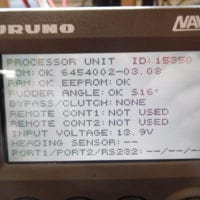 FURUNO NAV
PROCESSOR UNIT ID:15350
ROM: OK 6454002-03.08
RAM: OK EEPROM: OK
RUDDER ANGLE: OK S16°
BYPASS/CLUTCH: NONE
REMOTE CONT1: NOT USED
REMOTE CONT2: NOT USED
INPUT VOLTAGE: 13.9V
HEADING SENSOR: --
PORT1/PORT2/RS232: --/--/--